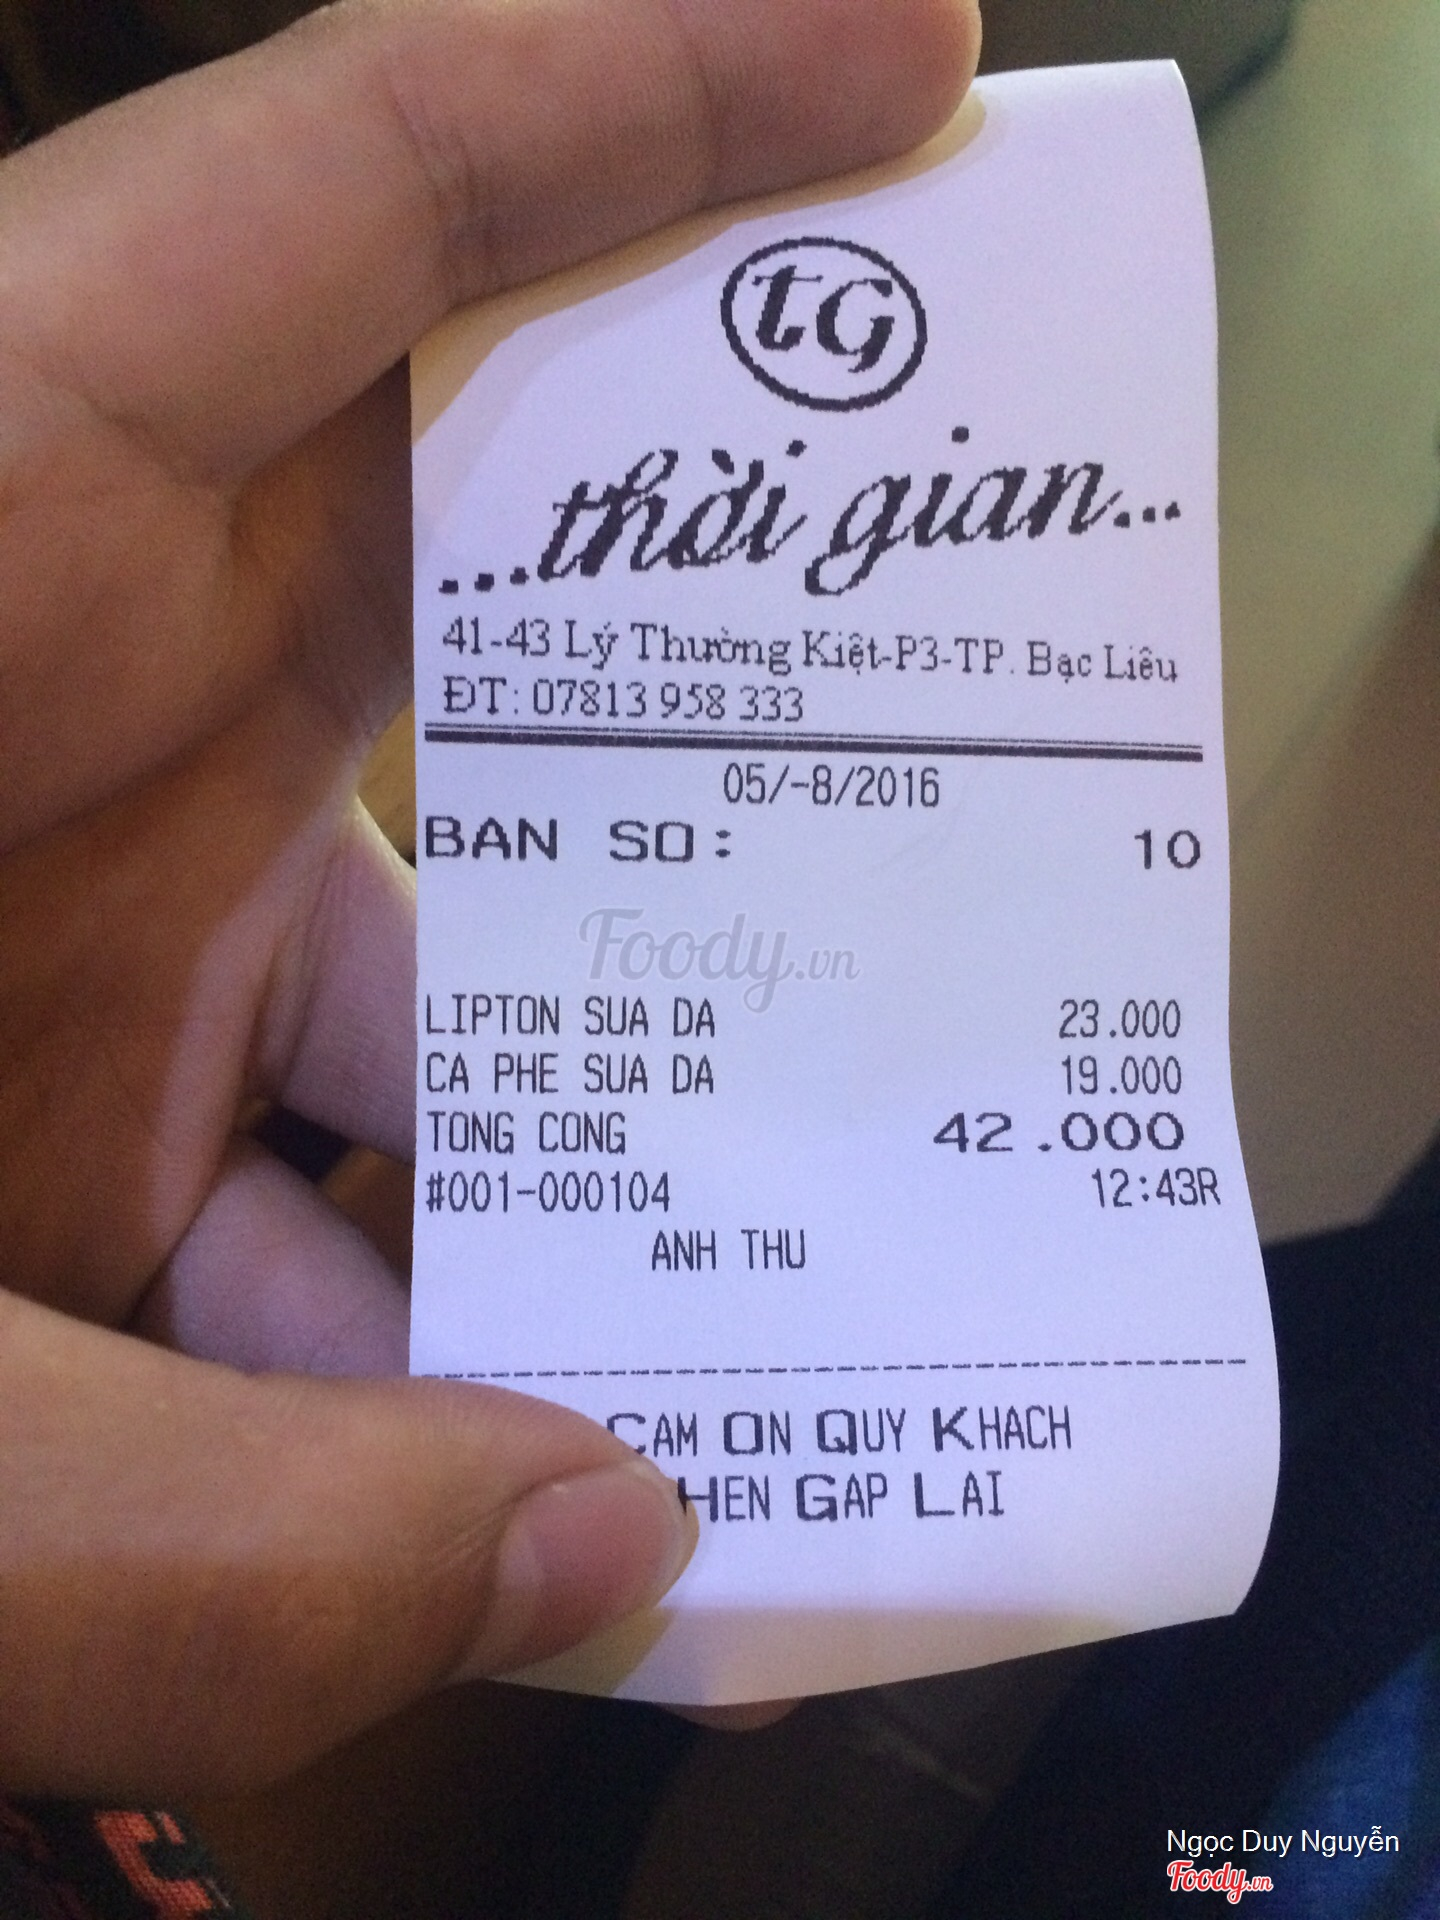 tG
...thời gian...
41-43 Lý Thường Kiệt-P3-TP. Bạc Liêu
ĐT: 07813 958 333
05/-8/2016
BAN SO: 10
Foody.vn
LIPTON SUA DA 23.000
CA PHE SUA DA 19.000
TONG CONG 42.000
#001-000104 12:43R
ANH THU
CAM ON QUY KHACH
HEN GAP LAI
Ngọc Duy Nguyễn
Foody.vn